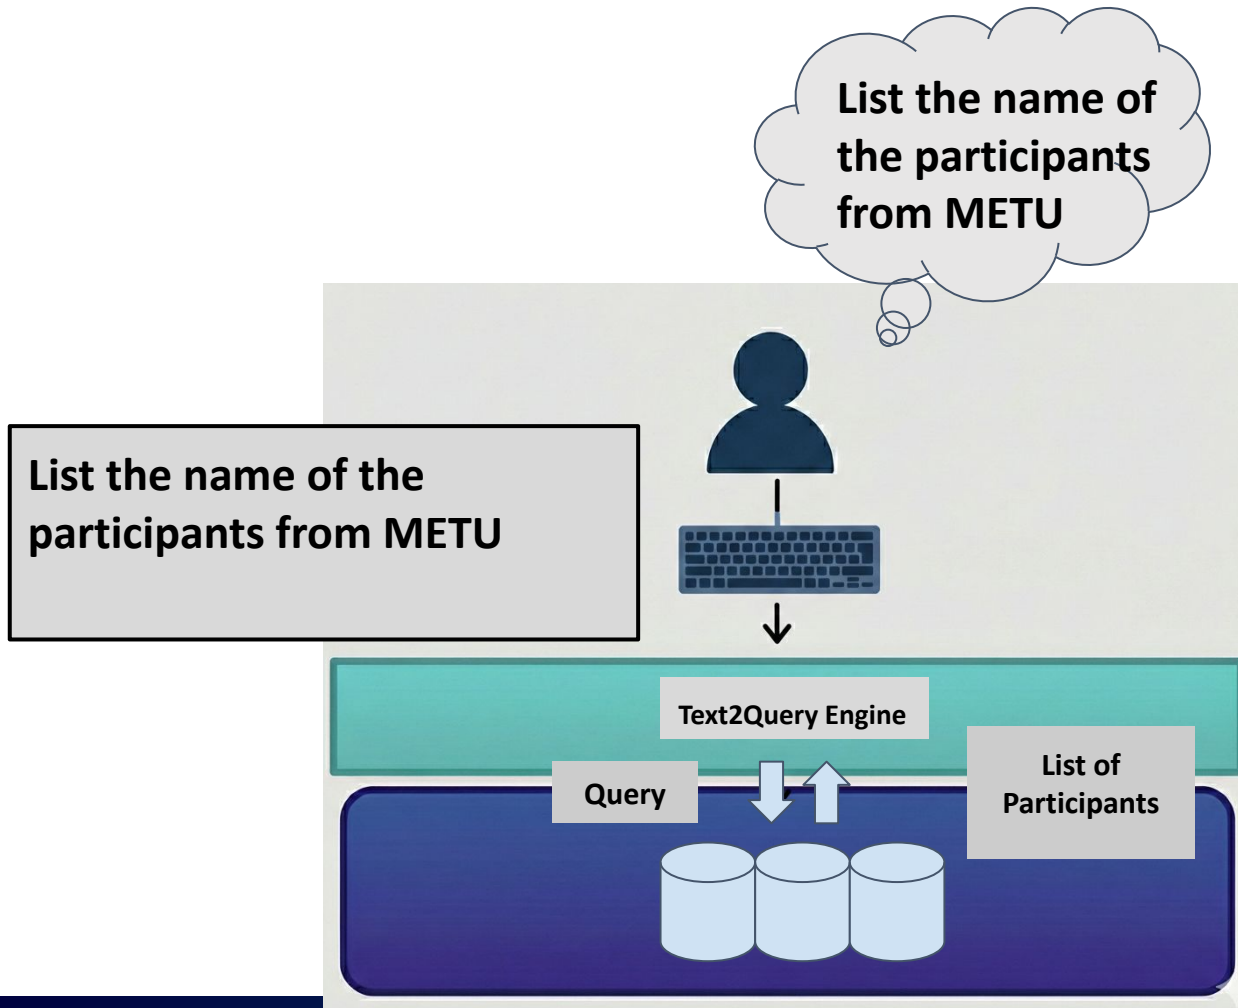 List the name of
the participants
from METU
List the name of the
participants from METU
Text2Query Engine
Query
List of
Participants